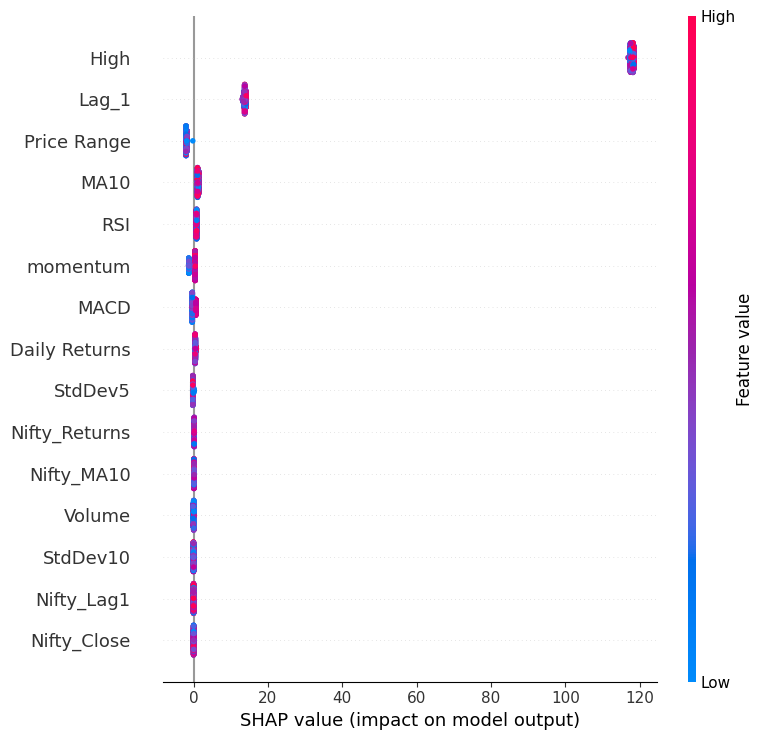 High
High
Lag_1
Price Range
MA10
RSI
momentum
MACD
Daily Returns
StdDev5
Nifty_Returns
Nifty_MA10
Volume
StdDev10
Nifty_Lag1
Nifty_Close
Feature value
Low
0 20 40 60 80 100 120
SHAP value (impact on model output)